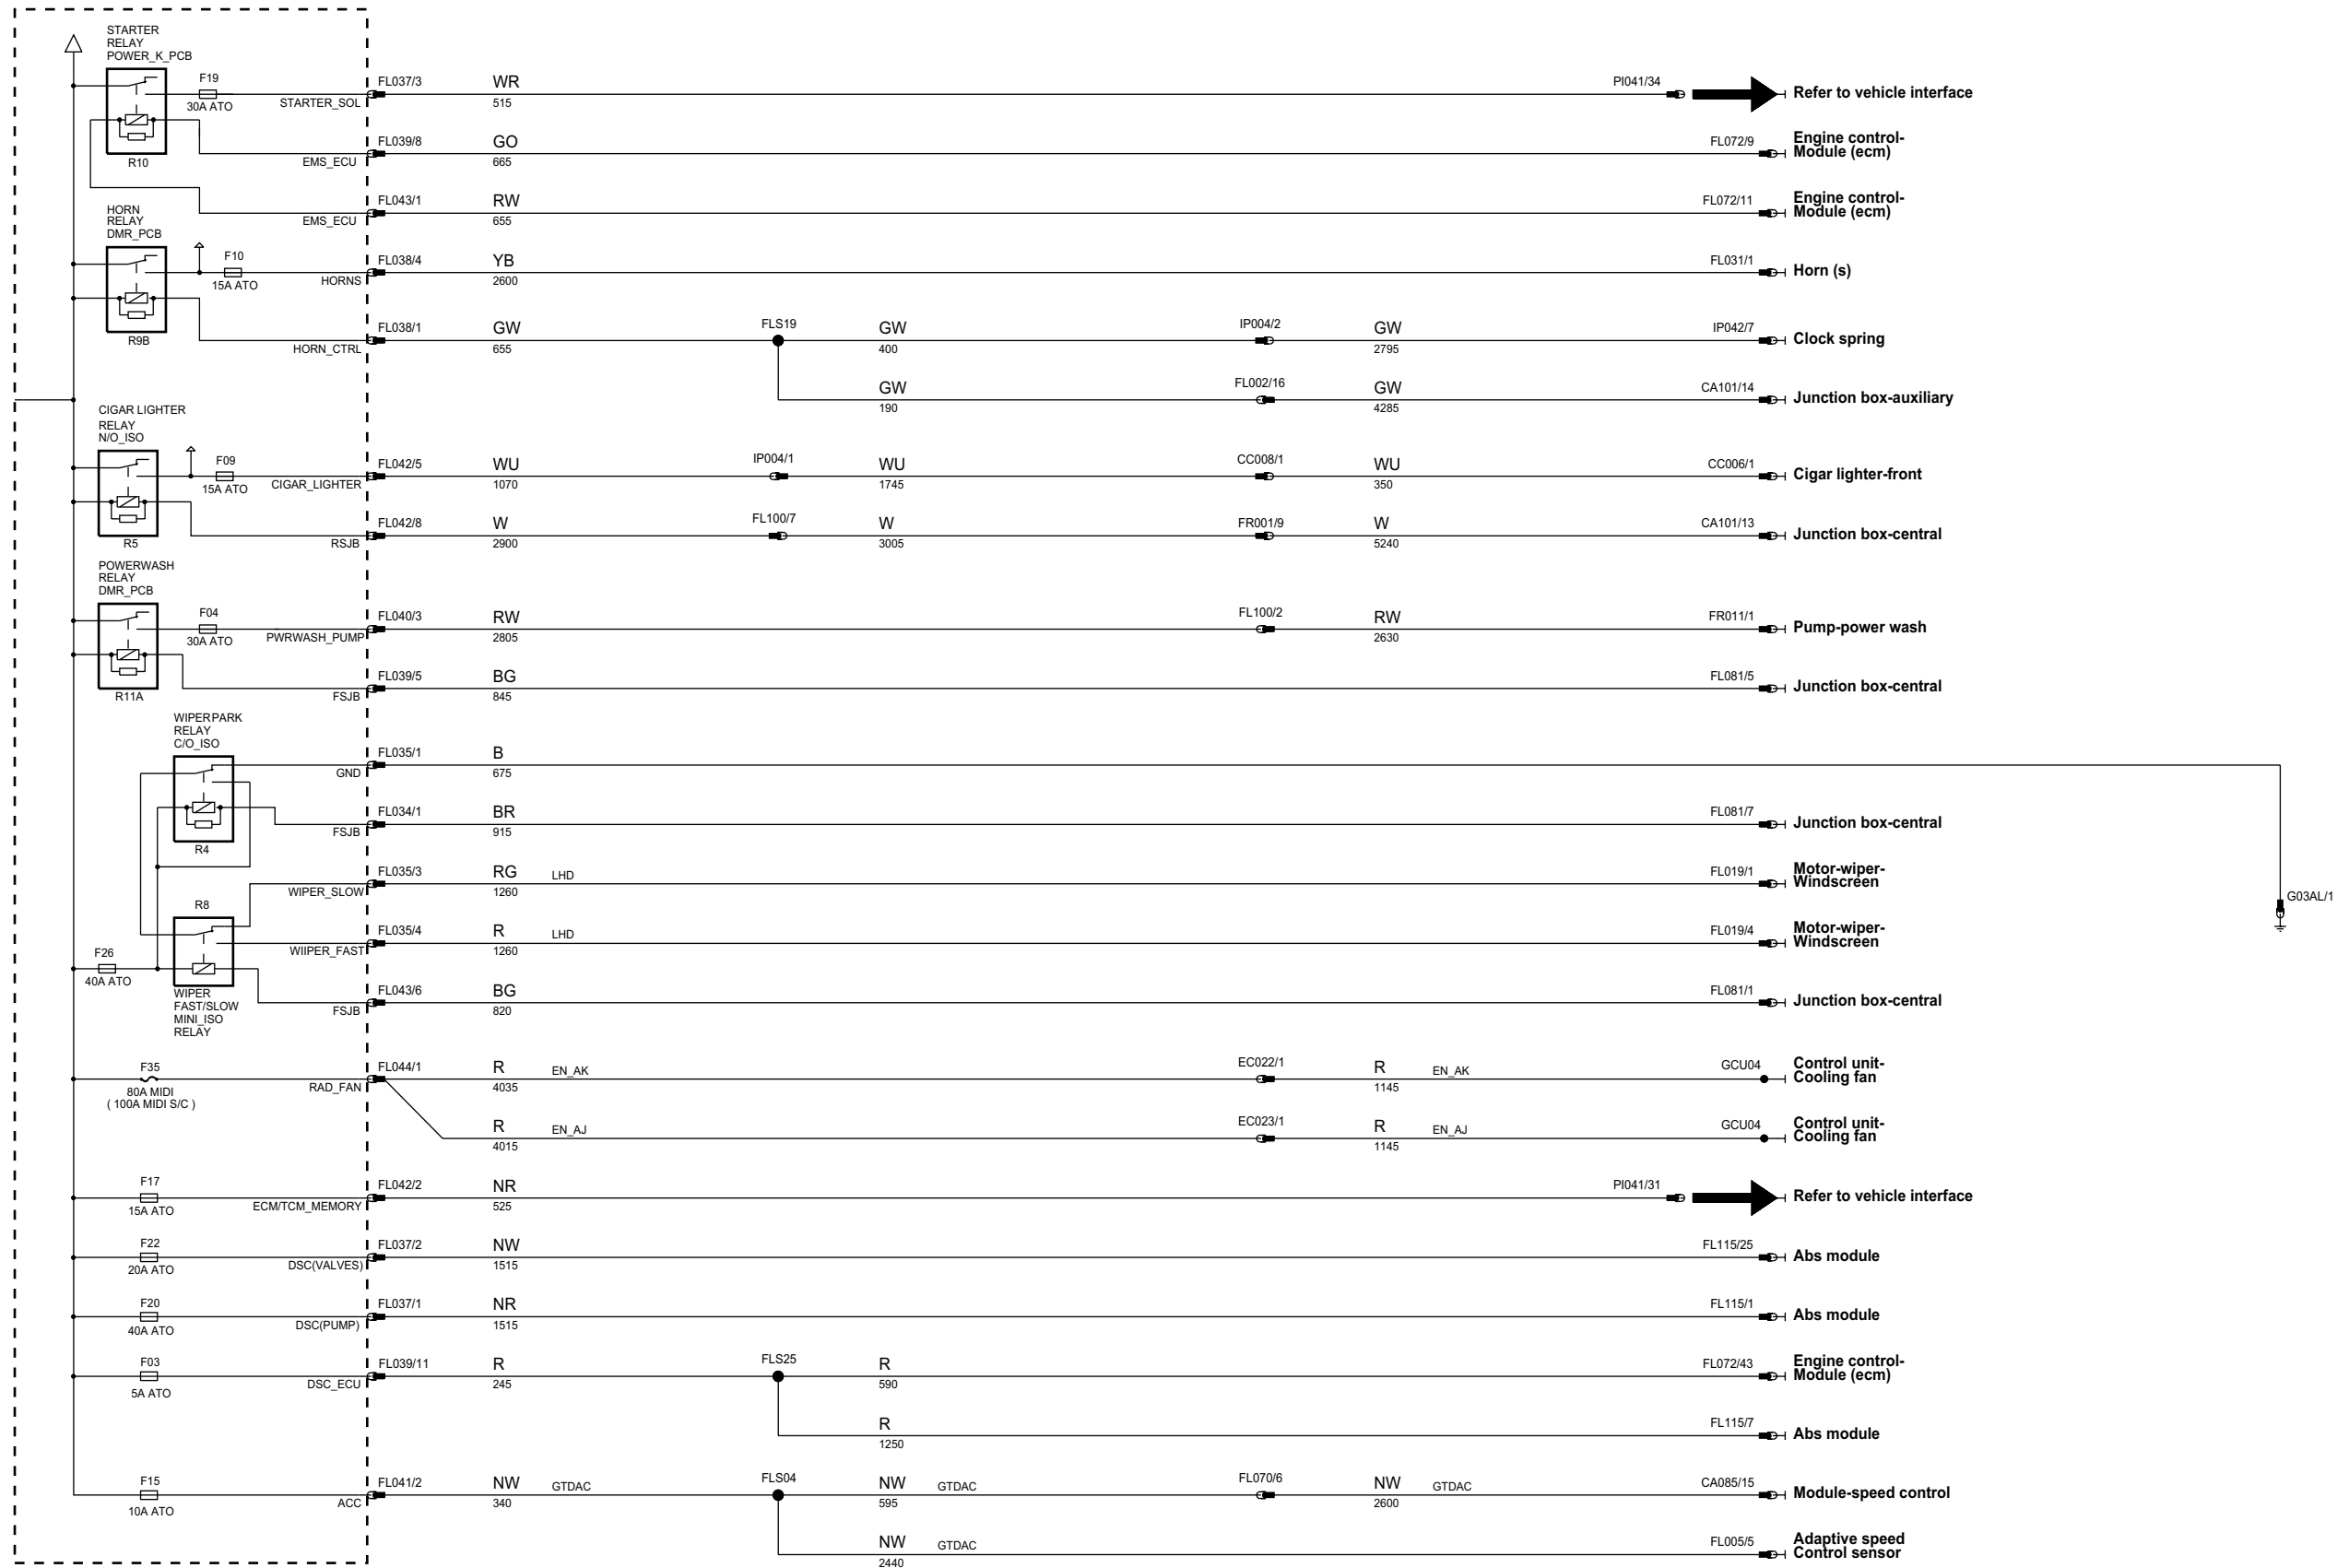 STARTER
RELAY
POWER_K_PCB
F19
30A ATO
STARTER_SOL
FL037/3
WR
515
PI041/34
Refer to vehicle interface
R10
EMS_ECU
FL039/8
GO
665
FL072/9
Engine control-
Module (ecm)
EMS_ECU
FL043/1
RW
655
FL072/11
Engine control-
Module (ecm)
HORN
RELAY
DMR_PCB
F10
15A ATO
HORNS
FL038/4
YB
2600
FL031/1
Horn (s)
R9B
HORN_CTRL
FL038/1
GW
655
FLS19
GW
400
IP004/2
GW
2795
IP042/7
Clock spring
GW
190
FL002/16
GW
4285
CA101/14
Junction box-auxiliary
CIGAR LIGHTER
RELAY
N/O_ISO
F09
15A ATO
CIGAR_LIGHTER
FL042/5
WU
1070
IP004/1
WU
1745
CC008/1
WU
350
CC006/1
Cigar lighter-front
R5
RSJB
FL042/8
W
2900
FL100/7
W
3005
FR001/9
W
5240
CA101/13
Junction box-central
POWERWASH
RELAY
DMR_PCB
F04
30A ATO
PWRWASH_PUMP
FL040/3
RW
2805
FL100/2
RW
2630
FR011/1
Pump-power wash
R11A
FSJB
FL039/5
BG
845
FL081/5
Junction box-central
WIPER PARK
RELAY
C/O_ISO
GND
FL035/1
B
675
G03AL/1
R4
FSJB
FL034/1
BR
915
FL081/7
Junction box-central
WIPER_SLOW
FL035/3
RG
1260
LHD
FL019/1
Motor-wiper-
Windscreen
R8
WIIPER_FAST
FL035/4
R
1260
LHD
FL019/4
Motor-wiper-
Windscreen
F26
40A ATO
WIPER
FAST/SLOW
MINI_ISO
RELAY
FSJB
FL043/6
BG
820
FL081/1
Junction box-central
F35
80A MIDI
( 100A MIDI S/C )
RAD_FAN
FL044/1
R
4035
EN_AK
EC022/1
R
1145
EN_AK
GCU04
Control unit-
Cooling fan
R
4015
EN_AJ
EC023/1
R
1145
EN_AJ
GCU04
Control unit-
Cooling fan
F17
15A ATO
ECM/TCM_MEMORY
FL042/2
NR
525
PI041/31
Refer to vehicle interface
F22
20A ATO
DSC(VALVES)
FL037/2
NW
1515
FL115/25
Abs module
F20
40A ATO
DSC(PUMP)
FL037/1
NR
1515
FL115/1
Abs module
F03
5A ATO
DSC_ECU
FL039/11
R
245
FLS25
R
590
FL072/43
Engine control-
Module (ecm)
R
1250
FL115/7
Abs module
F15
10A ATO
ACC
FL041/2
NW
340
GTDAC
FLS04
NW
595
GTDAC
FL070/6
NW
2600
GTDAC
CA085/15
Module-speed control
NW
2440
GTDAC
FL005/5
Adaptive speed
Control sensor